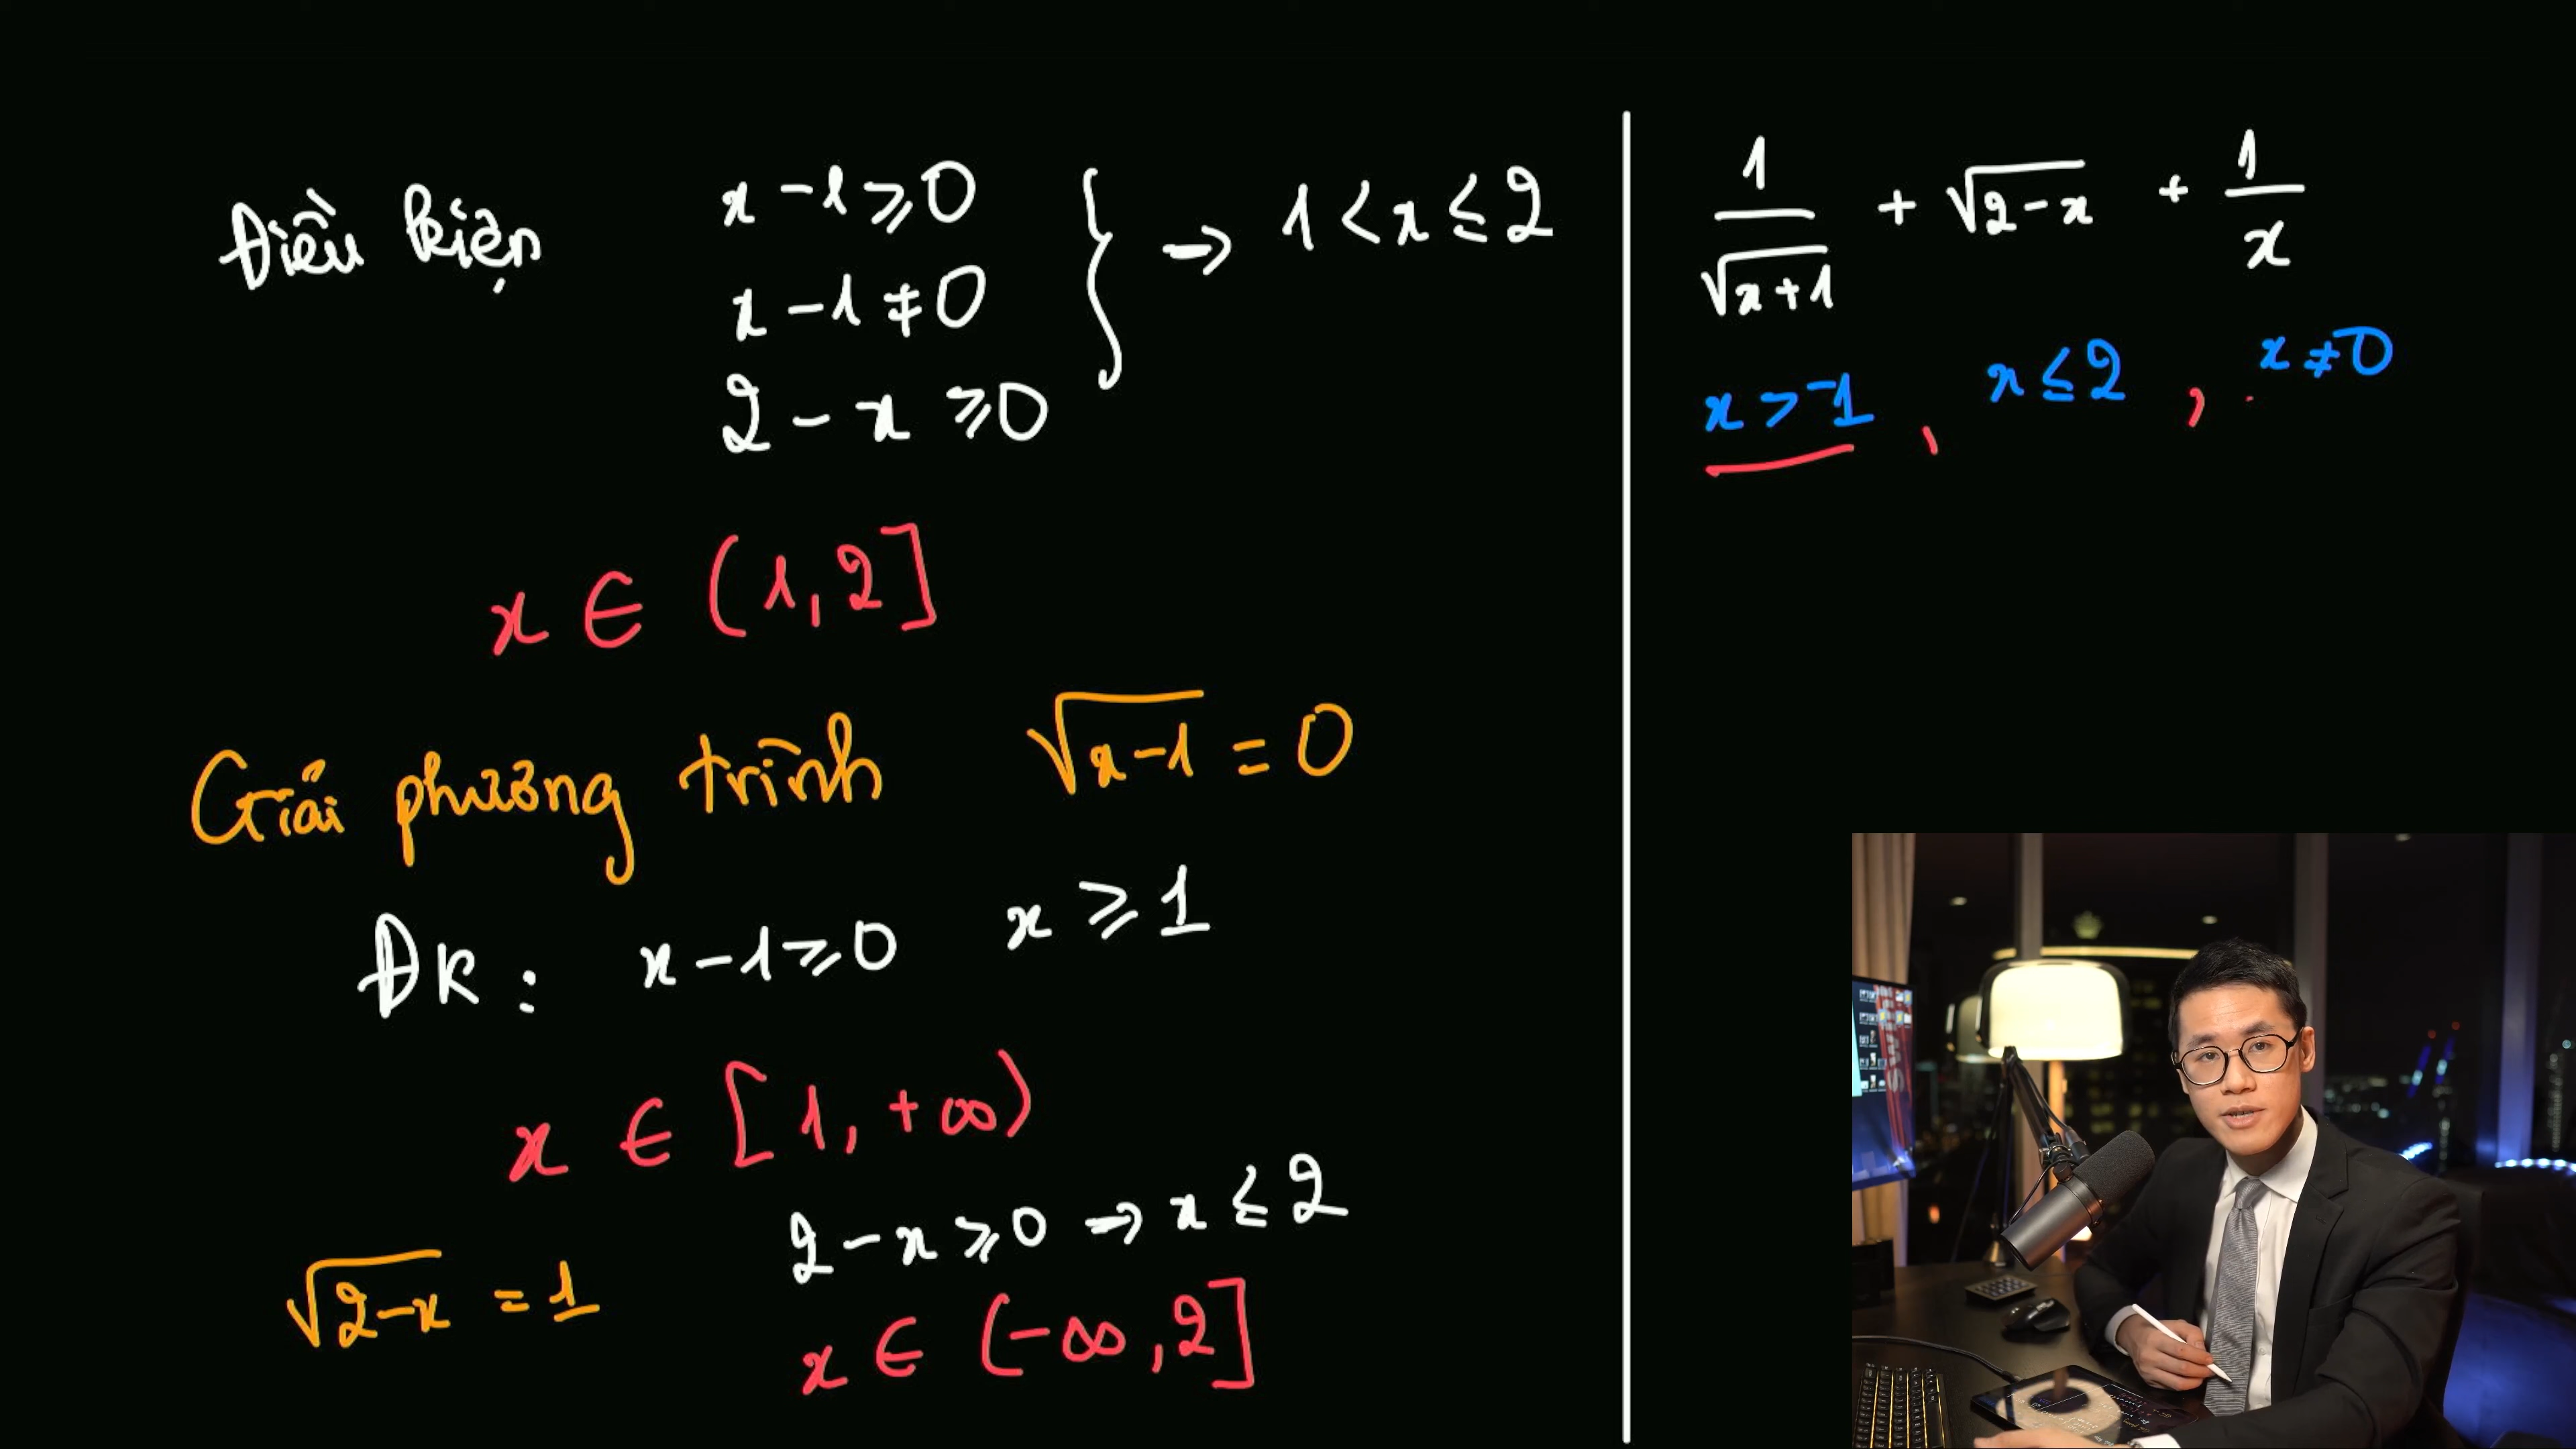 Điều kiện
x - 1 ≥ 0
x - 1 ≠ 0
2 - x ≥ 0
} → 1 < x ≤ 2
x ∈ (1, 2]
Giải phương trình √(x-1) = 0
ĐK: x - 1 ≥ 0 x ≥ 1
x ∈ [1, +∞)
√(2-x) = 1 2 - x ≥ 0 → x ≤ 2
x ∈ (-∞, 2]
1/√(x+1) + √(2-x) + 1/x
x > -1 , x ≤ 2 , x ≠ 0